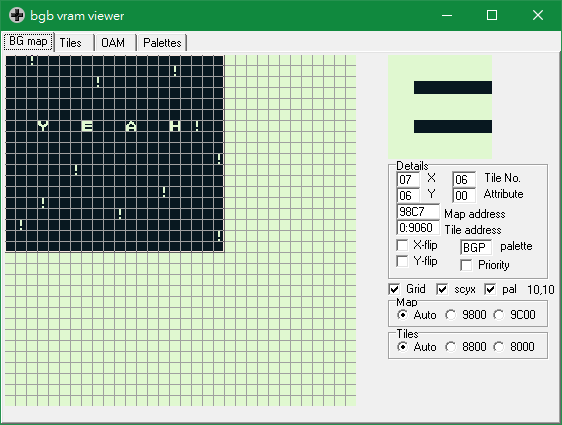 bgb vram viewer
BG map Tiles OAM Palettes
Y E A H!
Details
07 X 06 Tile No.
06 Y 00 Attribute
98C7 Map address
0:9060 Tile address
X-flip BGP palette
Y-flip Priority
Grid scyx pal 10,10
Map
Auto 9800 9C00
Tiles
Auto 8800 8000